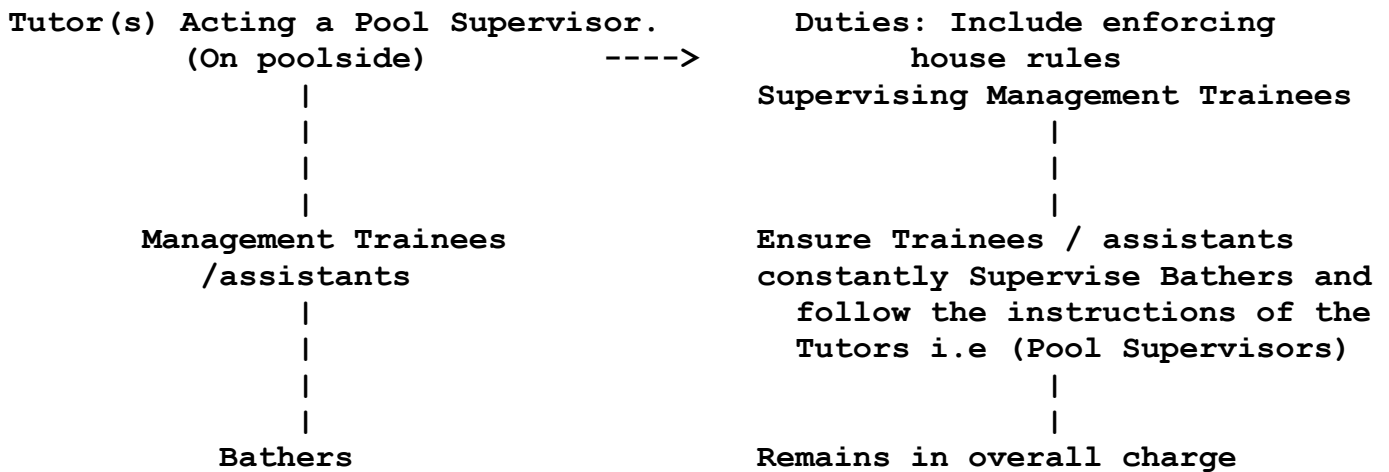 Tutor(s) Acting a Pool Supervisor.    Duties: Include enforcing
(On poolside)    ---->    house rules
Supervising Management Trainees
Management Trainees    Ensure Trainees / assistants
/assistants    constantly Supervise Bathers and
follow the instructions of the
Tutors i.e (Pool Supervisors)
Bathers    Remains in overall charge